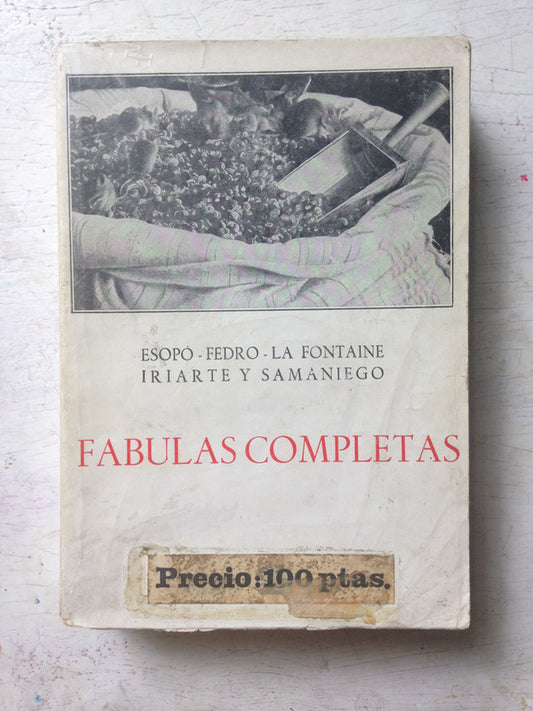 ESOPO - FEDRO - LA FONTAINE
IRIARTE Y SAMANIEGO
FABULAS COMPLETAS
Precio: 100 ptas.